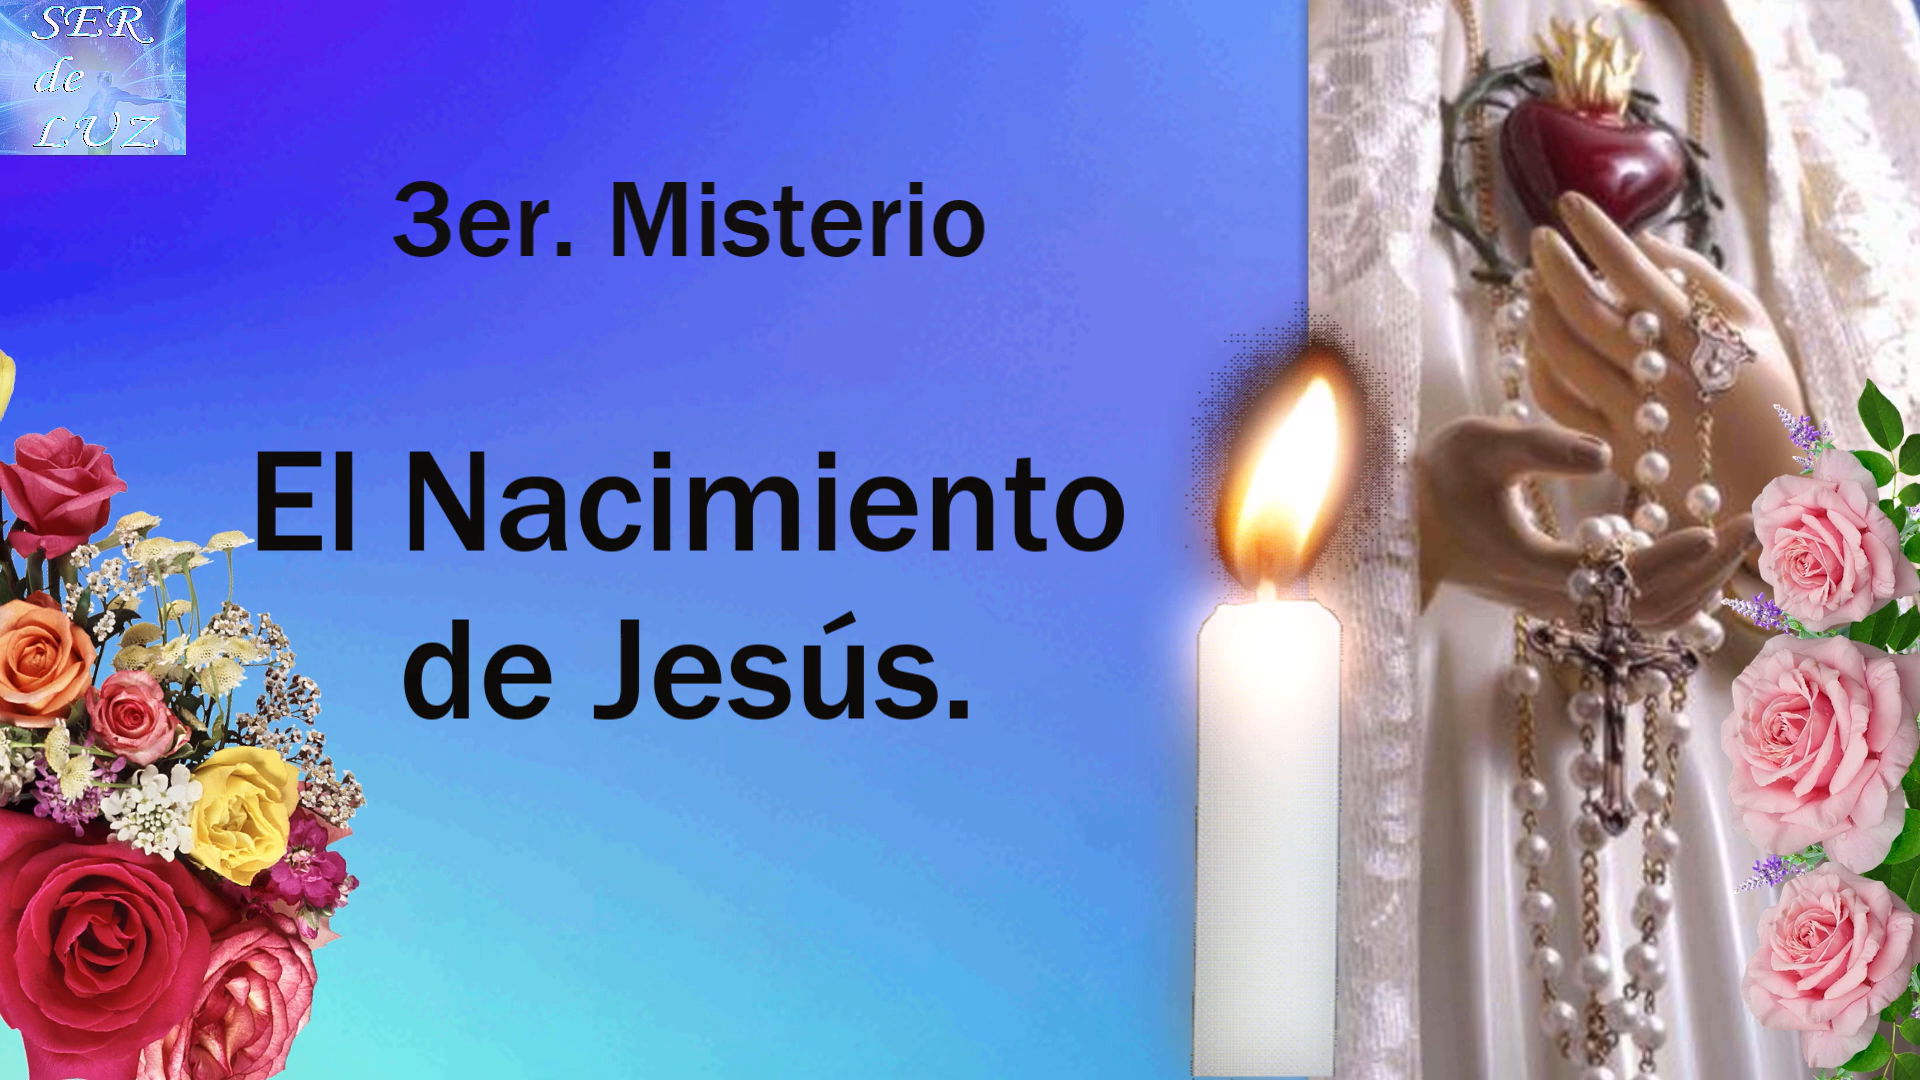 SER
de
LUZ
3er. Misterio
El Nacimiento
de Jesús.